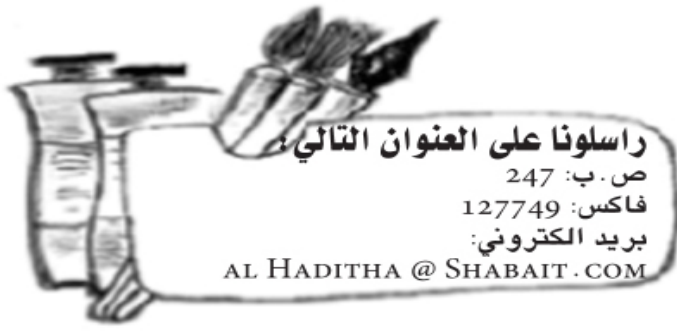 راسلونا على العنوان التالي:
ص.ب: 247
فاكس: 127749
بريد الكتروني:
AL HADITHA @ SHABAIT.COM